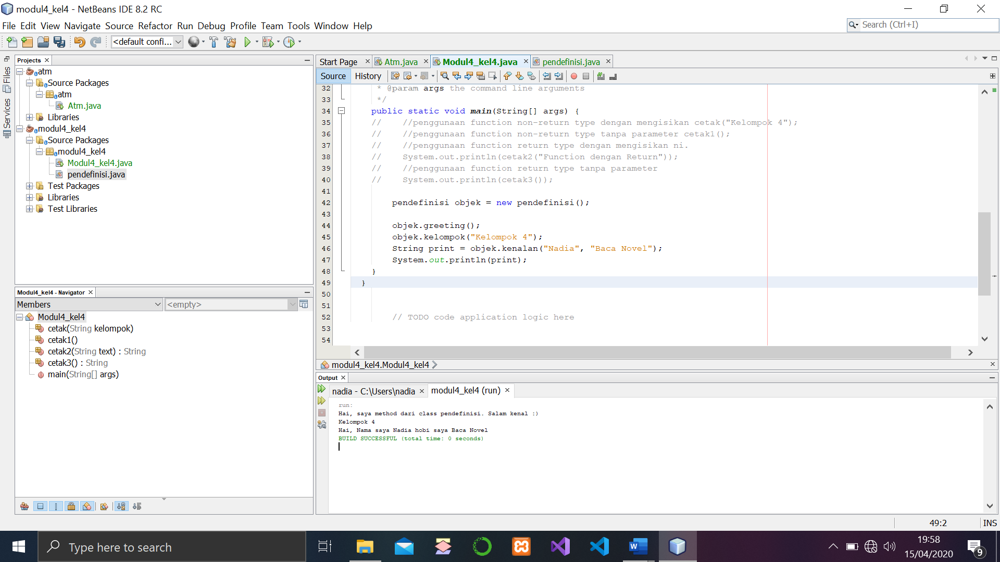 modul4_kel4 - NetBeans IDE 8.2 RC
File Edit View Navigate Source Refactor Run Debug Profile Team Tools Window Help
Search (Ctrl+I)
<default confi...
Files
Services
Projects
atm
Source Packages
atm
Atm.java
Libraries
modul4_kel4
Source Packages
modul4_kel4
Modul4_kel4.java
pendefinisi.java
Test Packages
Libraries
Test Libraries
Modul4_kel4 - Navigator
Members
<empty>
Modul4_kel4
cetak(String kelompok)
cetak1()
cetak2(String text) : String
cetak3() : String
main(String[] args)
Start Page Atm.java Modul4_kel4.java pendefinisi.java
Source History
32 * @param args the command line arguments
33 */
34 public static void main(String[] args) {
35 // //penggunaan function non-return type dengan mengisikan cetak("Kelompok 4");
36 // //penggunaan function non-return type tanpa parameter cetak1();
37 // //penggunaan function return type dengan mengisikan ni.
38 // System.out.println(cetak2("Function dengan Return"));
39 // //penggunaan function return type tanpa parameter
40 // System.out.println(cetak3());
41
42 pendefinisi objek = new pendefinisi();
43
44 objek.greeting();
45 objek.kelompok("Kelompok 4");
46 String print = objek.kenalan("Nadia", "Baca Novel");
47 System.out.println(print);
48 }
49 }
50
51
52 // TODO code application logic here
53
54
modul4_kel4.Modul4_kel4
Output
nadia - C:\Users\nadia modul4_kel4 (run)
run:
Hai, saya method dari class pendefinisi. Salam kenal :)
Kelompok 4
Hai, Nama saya Nadia hobi saya Baca Novel
BUILD SUCCESSFUL (total time: 0 seconds)
49:2 INS
Type here to search
19:58
15/04/2020
9